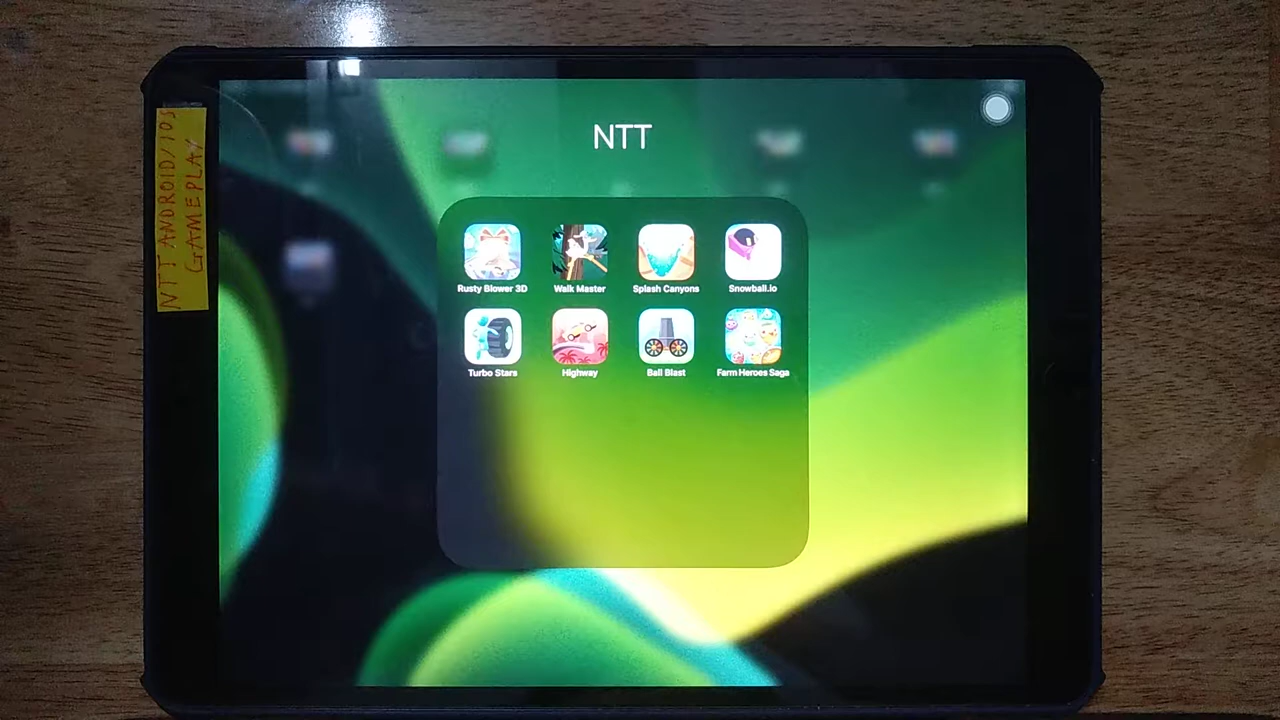 NTT ANDROID/IOS
GAMEPLAY
NTT
Rusty Blower 3D
Walk Master
Splash Canyons
Snowball.io
Turbo Stars
Highway
Ball Blast
Farm Heroes Saga